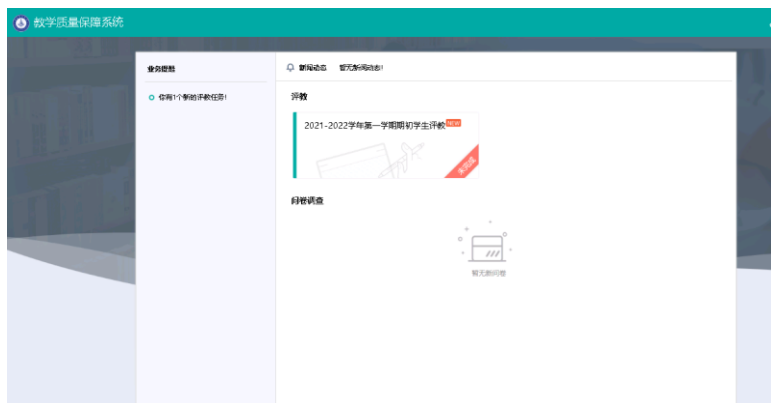 教学质量保障系统
业务提醒
你有1个新的评教任务!
新闻动态 暂无新闻动态!
评教
2021-2022学年第一学期期初学生评教 NEW
未完成
问卷调查
暂无新问卷